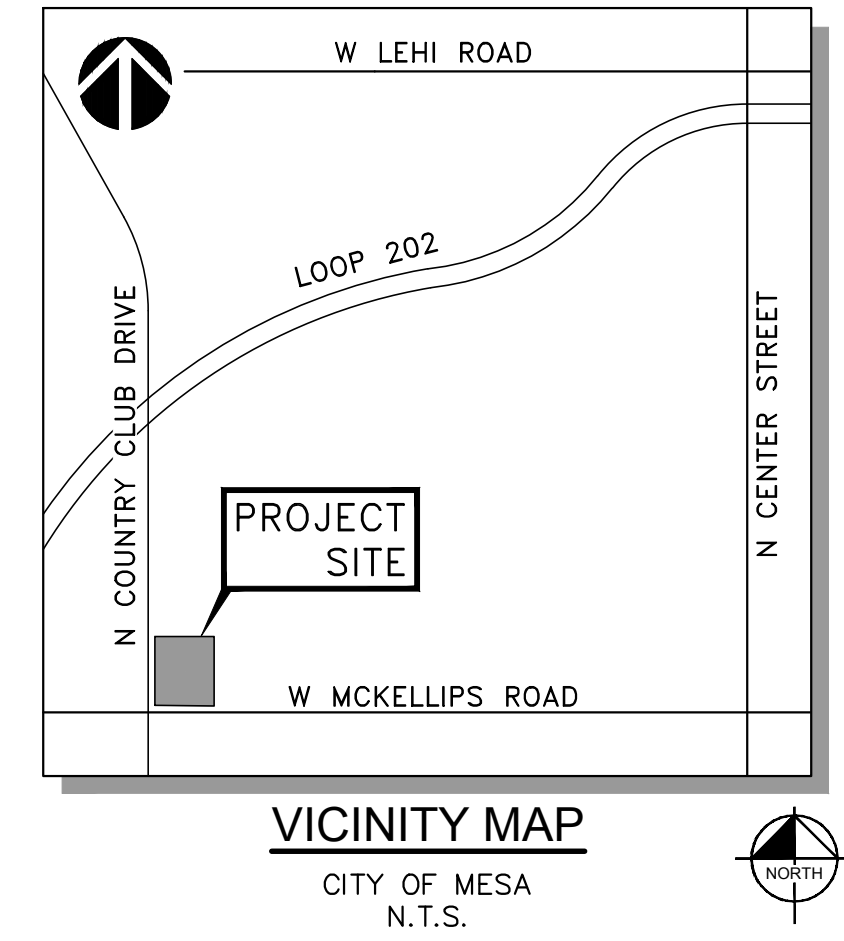 W LEHI ROAD
LOOP 202
N COUNTRY CLUB DRIVE
N CENTER STREET
PROJECT
SITE
W MCKELLIPS ROAD
VICINITY MAP
CITY OF MESA
N.T.S.
NORTH